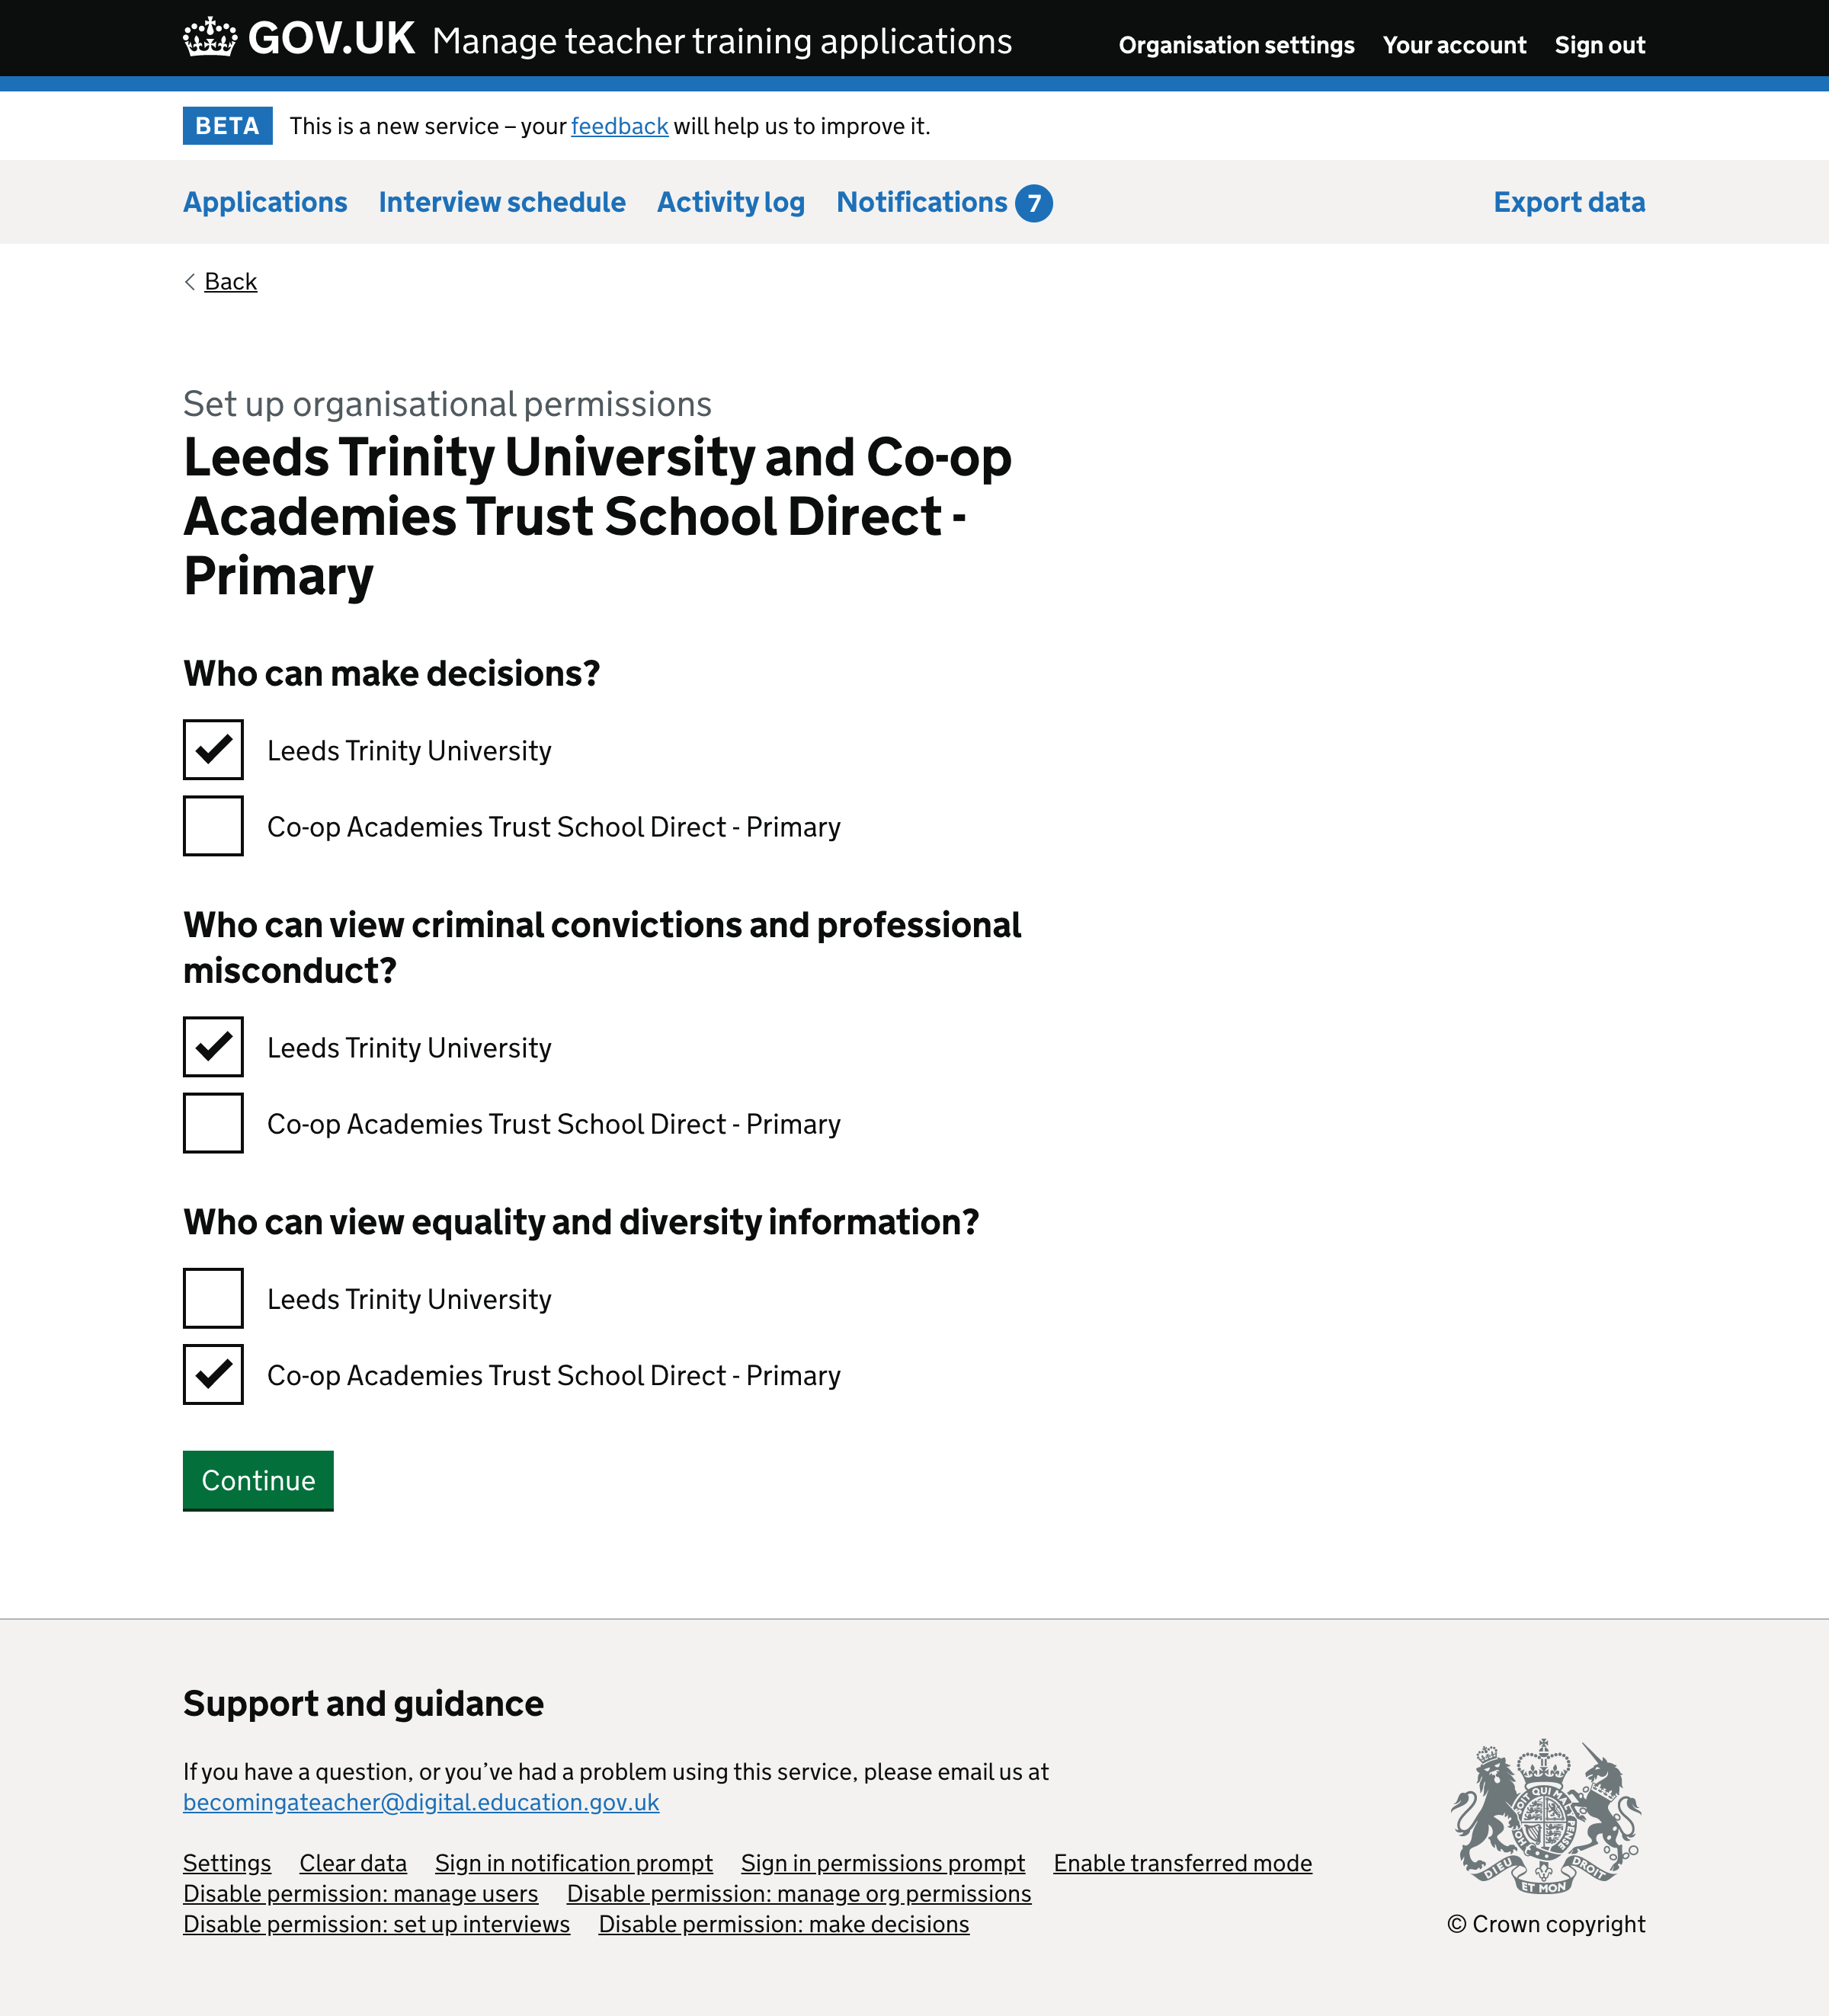 GOV.UK Manage teacher training applications Organisation settings Your account Sign out
BETA This is a new service – your feedback will help us to improve it.
Applications Interview schedule Activity log Notifications 7 Export data
Back
Set up organisational permissions
Leeds Trinity University and Co-op
Academies Trust School Direct -
Primary
Who can make decisions?
Leeds Trinity University
Co-op Academies Trust School Direct - Primary
Who can view criminal convictions and professional
misconduct?
Leeds Trinity University
Co-op Academies Trust School Direct - Primary
Who can view equality and diversity information?
Leeds Trinity University
Co-op Academies Trust School Direct - Primary
Continue
Support and guidance
If you have a question, or you’ve had a problem using this service, please email us at
becomingateacher@digital.education.gov.uk
Settings Clear data Sign in notification prompt Sign in permissions prompt Enable transferred mode
Disable permission: manage users Disable permission: manage org permissions
Disable permission: set up interviews Disable permission: make decisions
DIEU ET MON DROIT
© Crown copyright